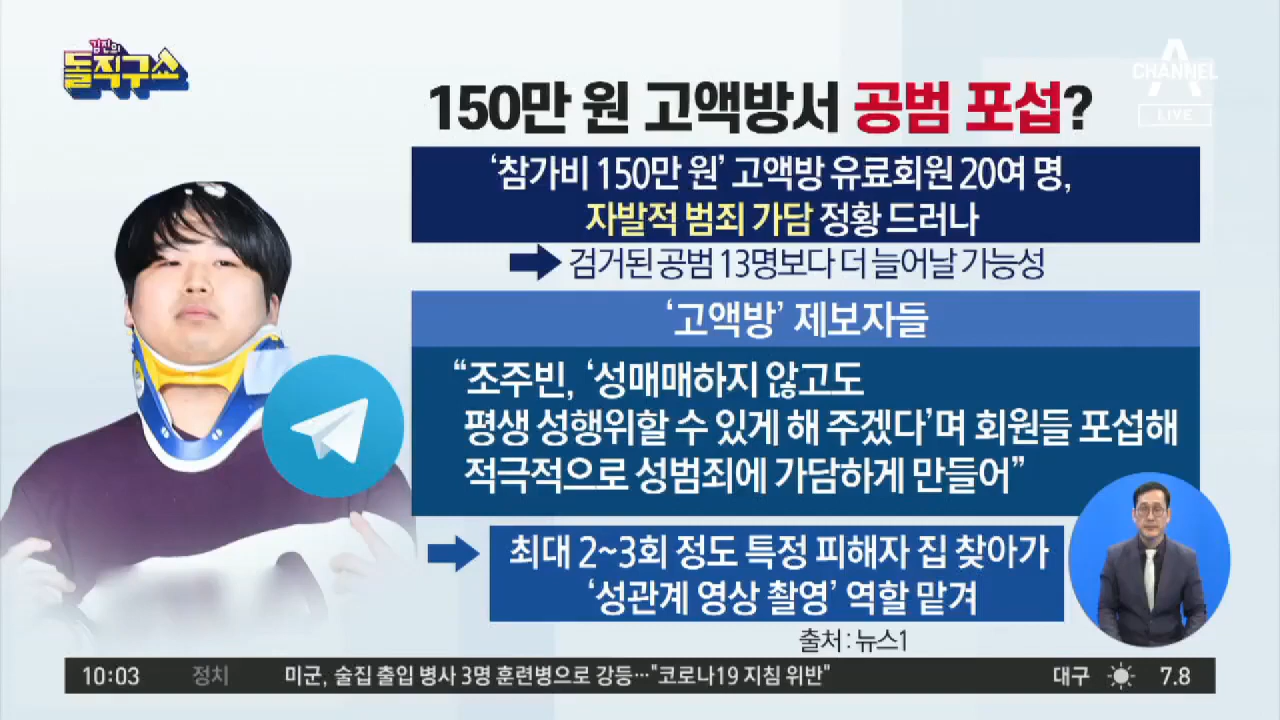 김진의
돌직구쇼
CHANNEL A
LIVE
150만 원 고액방서 공범 포섭?
‘참가비 150만 원’ 고액방 유료회원 20여 명,
자발적 범죄 가담 정황 드러나
검거된 공범 13명보다 더 늘어날 가능성
‘고액방’ 제보자들
“조주빈, ‘성매매하지 않고도
평생 성행위할 수 있게 해 주겠다’며 회원들 포섭해
적극적으로 성범죄에 가담하게 만들어”
최대 2~3회 정도 특정 피해자 집 찾아가
‘성관계 영상 촬영’ 역할 맡겨
출처 : 뉴스1
10:03 정치 미군, 술집 출입 병사 3명 훈련병으로 강등…"코로나19 지침 위반" 대구 7.8